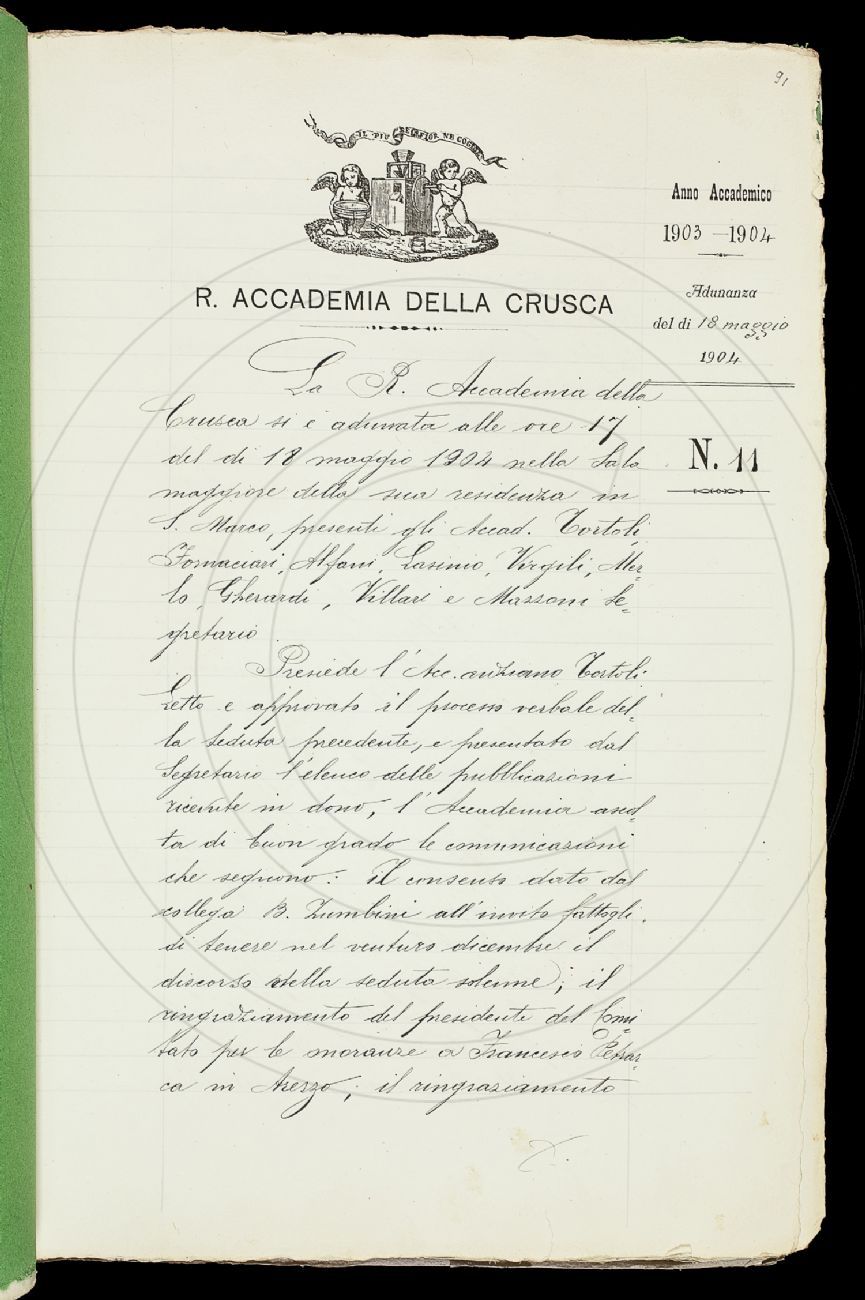 91
IL PIÙ BEL FIOR NE COGLIE
Anno Accademico
1903 - 1904
Adunanza
del dì 18 maggio
1904
R. ACCADEMIA DELLA CRUSCA
N. 11
La R. Accademia della
Crusca si è adunata alle ore 17
del dì 18 maggio 1904 nella Sala
maggiore della sua residenza in
S. Marco, presenti gli Accad. Tortoli,
Fornaciari, Alfani, Lasinio, Virgili, Mer-
lo, Gherardi, Villari e Mazzoni Se-
gretario.
Presiede l'Acc. anziano Tortoli
Letto e approvato il processo verbale del-
la seduta precedente, e presentato dal
Segretario l'elenco delle pubblicazioni
ricevute in dono, l'Accademia ascol-
ta di buon grado le comunicazioni
che seguono: il consenso dato dal
collega B. Zumbini all'invito fattogli
di tenere nel venturo dicembre il
discorso nella seduta solenne; il
ringraziamento del presidente del Comi-
tato per le onoranze a Francesco Petrar-
ca in Arezzo; il ringraziamento